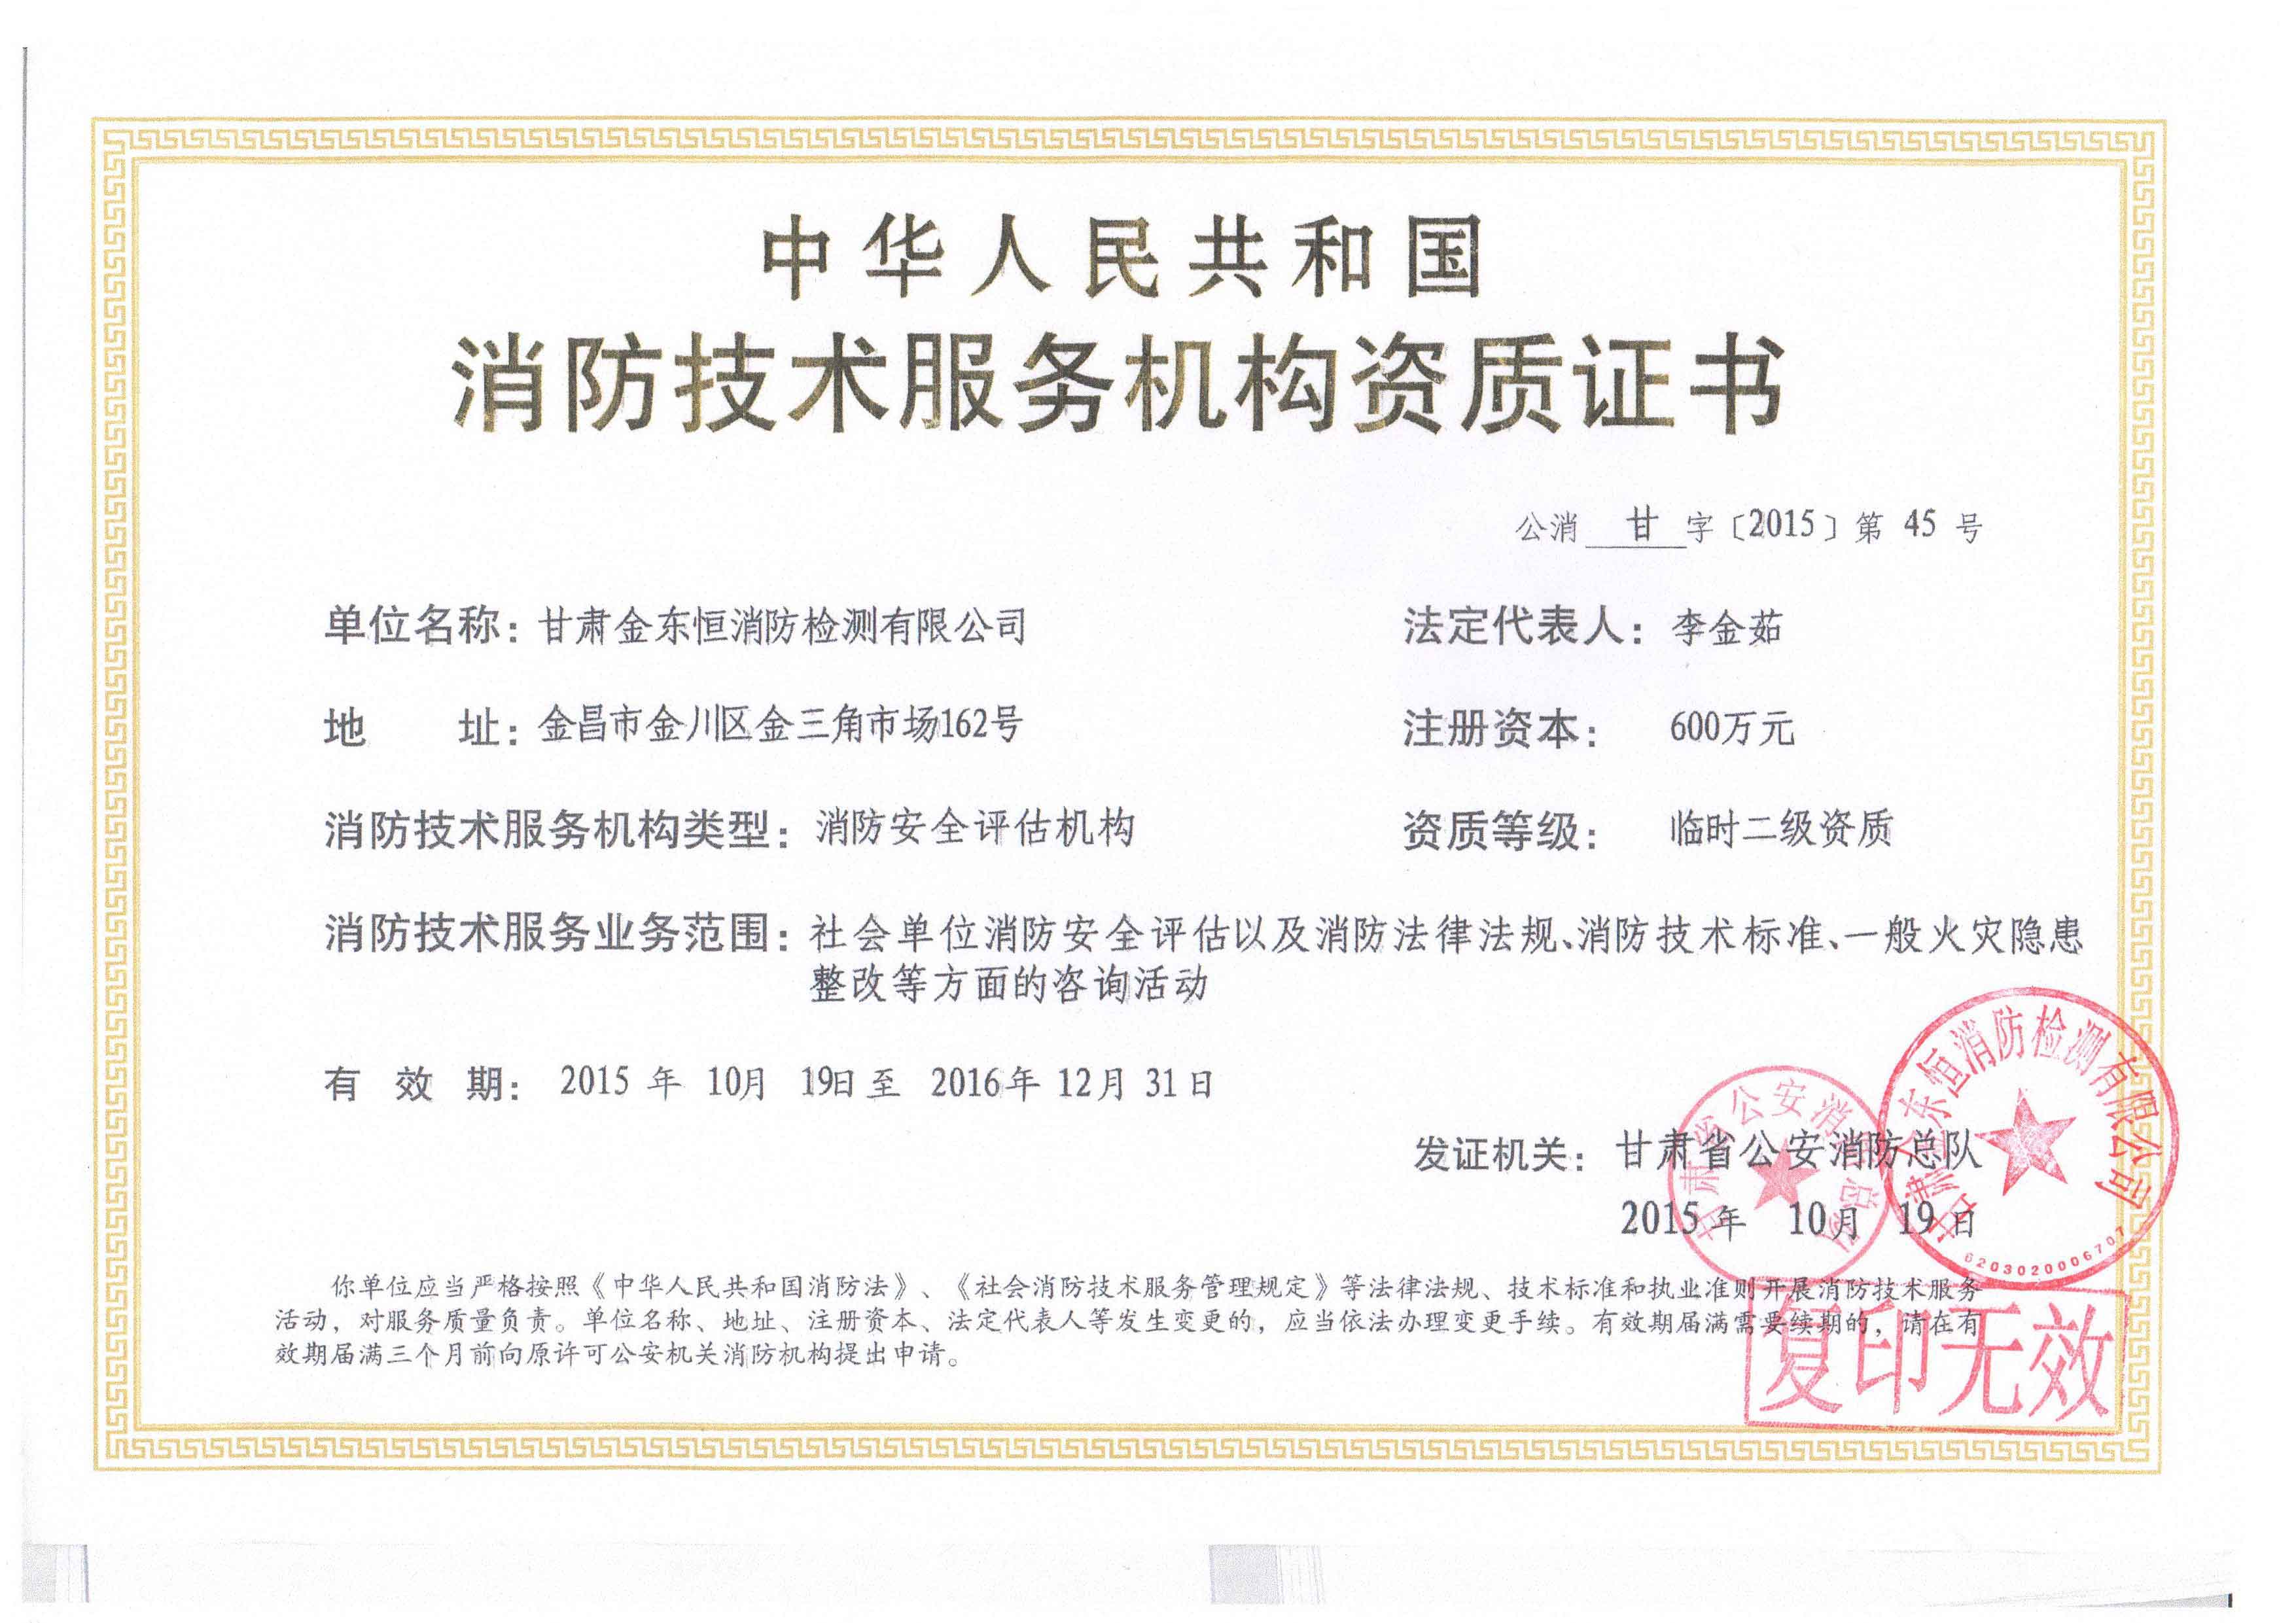 中华人民共和国
消防技术服务机构资质证书
公消 甘 字〔2015〕第 45 号
单位名称：甘肃金东恒消防检测有限公司 法定代表人：李金茹
地 址：金昌市金川区金三角市场162号 注册资本： 600万元
消防技术服务机构类型：消防安全评估机构 资质等级： 临时二级资质
消防技术服务业务范围：社会单位消防安全评估以及消防法律法规、消防技术标准、一般火灾隐患
整改等方面的咨询活动
有 效 期： 2015 年 10月 19日至 2016年 12月 31日
发证机关：甘肃省公安消防总队
2015 年 10月 19日
甘肃省公安消防总队
甘肃金东恒消防检测有限公司
6203020006707
你单位应当严格按照《中华人民共和国消防法》、《社会消防技术服务管理规定》等法律法规、技术标准和执业准则开展消防技术服务
活动，对服务质量负责。单位名称、地址、注册资本、法定代表人等发生变更的，应当依法办理变更手续。有效期届满需要续期的，请在有
效期届满三个月前向原许可公安机关消防机构提出申请。
复印无效